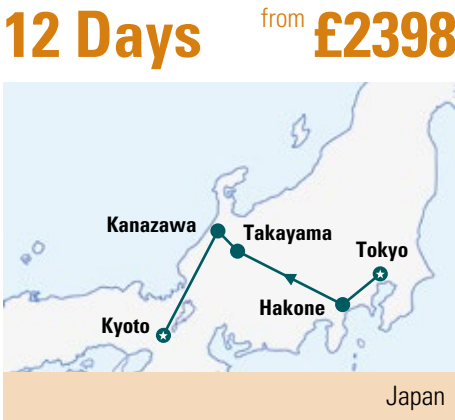 12 Days
from £2398
Kanazawa
Takayama
Tokyo
Hakone
Kyoto
Japan